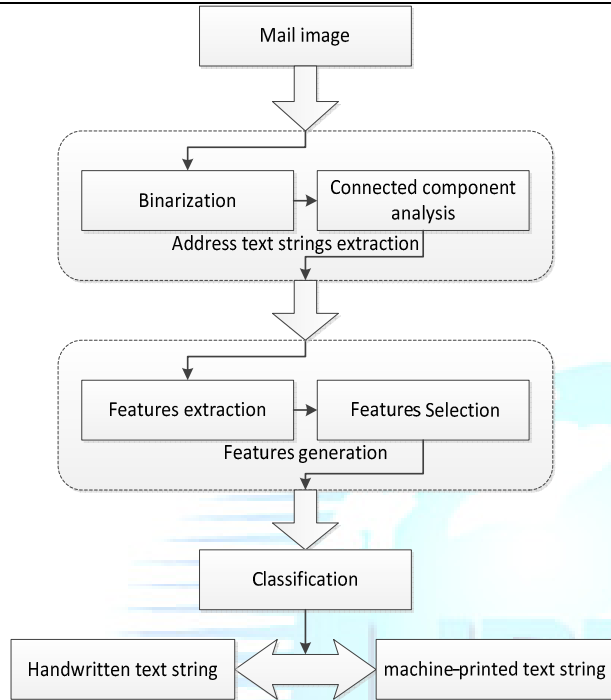 Mail image
Binarization
Connected component
analysis
Address text strings extraction
Features extraction
Features Selection
Features generation
Classification
Handwritten text string
machine-printed text string